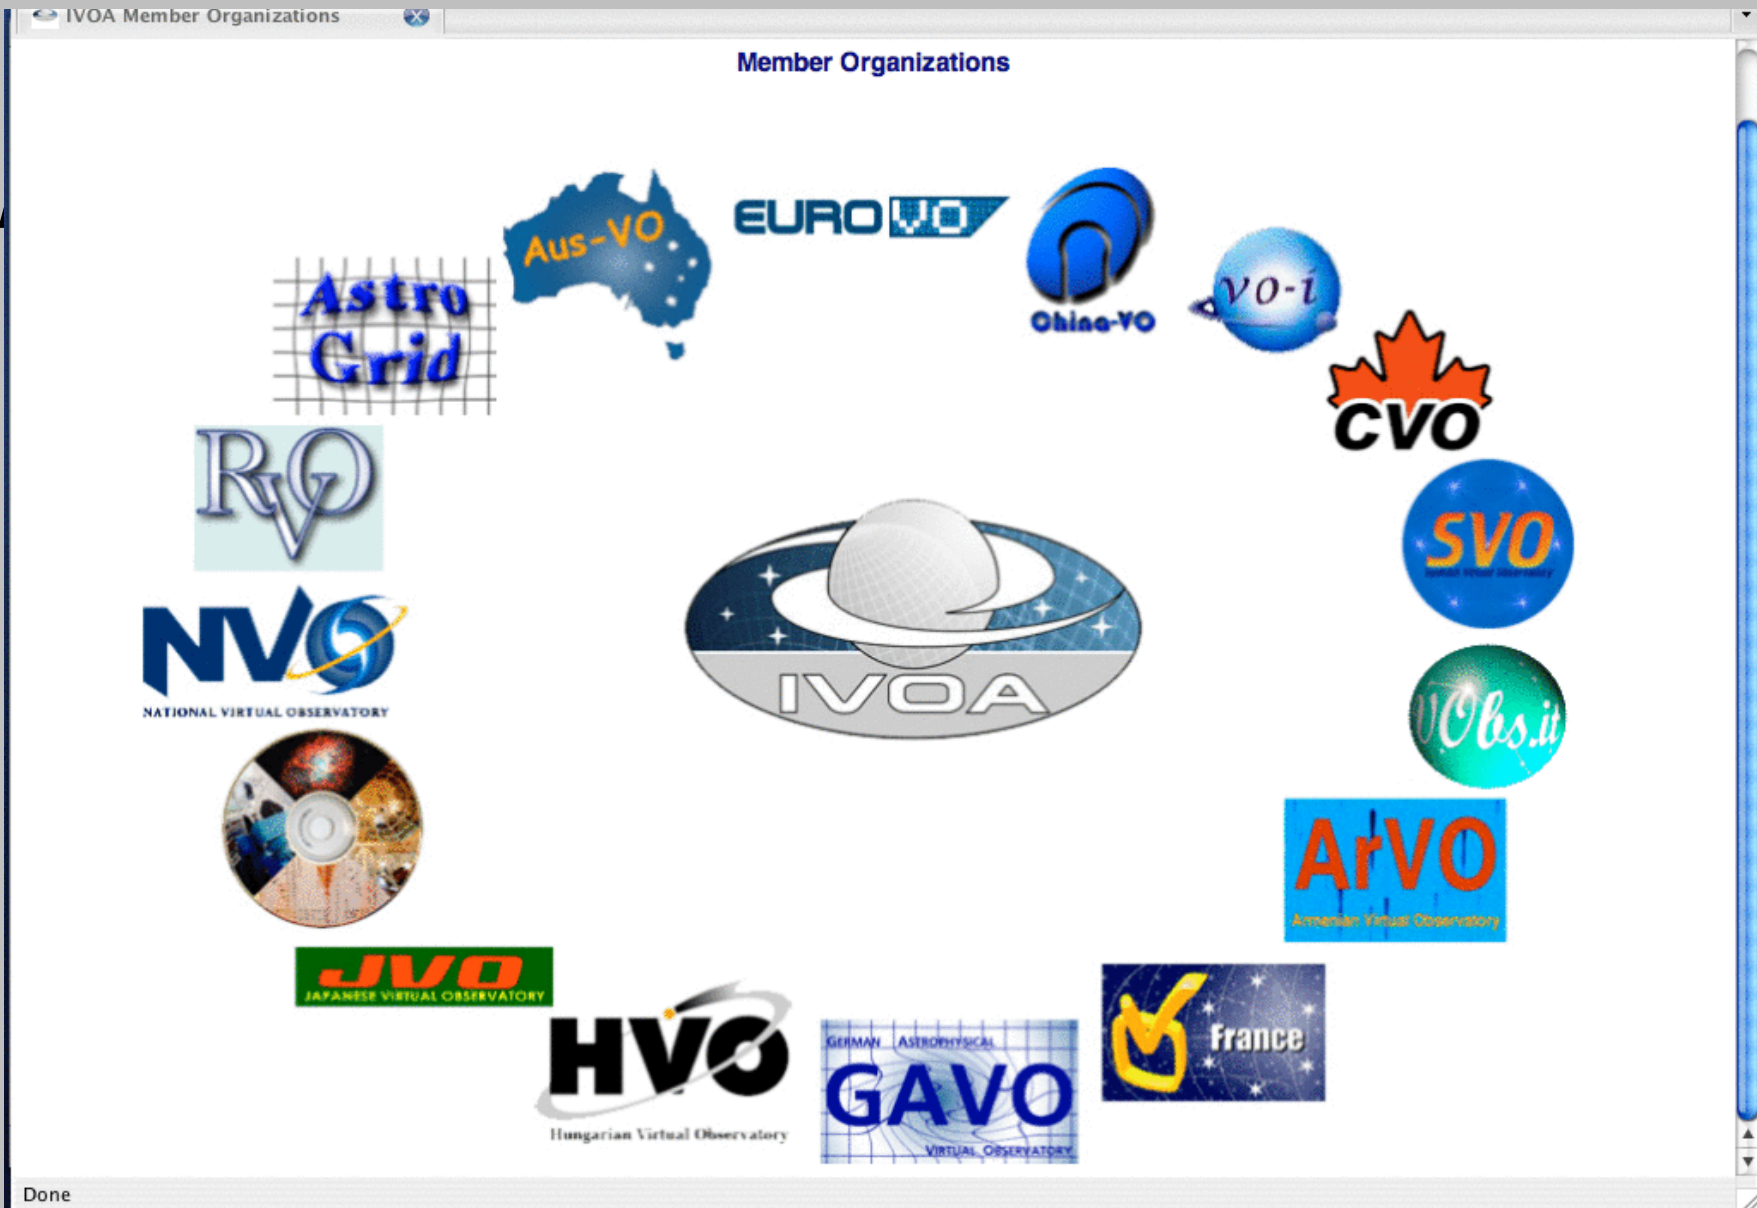 IVOA Member Organizations
Member Organizations
Aus-VO
EURO VO
China-VO
vo-i
Astro
Grid
CVO
RVO
SVO
NVO
NATIONAL VIRTUAL OBSERVATORY
IVOA
VObs.it
ArVO
Armenian Virtual Observatory
JVO
JAPANESE VIRTUAL OBSERVATORY
HVO
Hungarian Virtual Observatory
GERMAN ASTROPHYSICAL
GAVO
VIRTUAL OBSERVATORY
France
Done